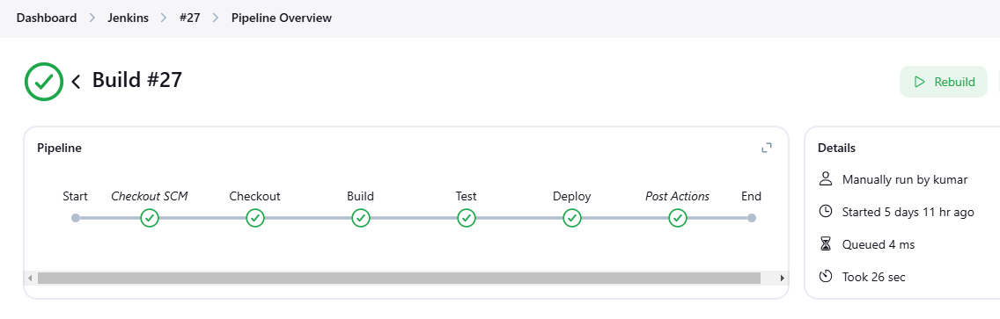 Dashboard > Jenkins > #27 > Pipeline Overview
Build #27
Rebuild
Pipeline
Start Checkout SCM Checkout Build Test Deploy Post Actions End
Details
Manually run by kumar
Started 5 days 11 hr ago
Queued 4 ms
Took 26 sec